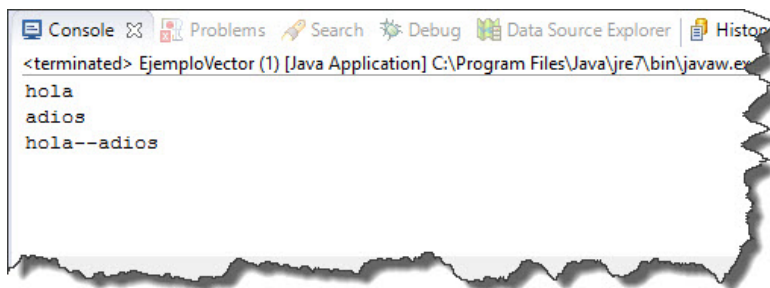 Console Problems Search Debug Data Source Explorer
<terminated> EjemploVector (1) [Java Application] C:\Program Files\Java\jre7\bin\javaw.ex
hola
adios
hola--adios